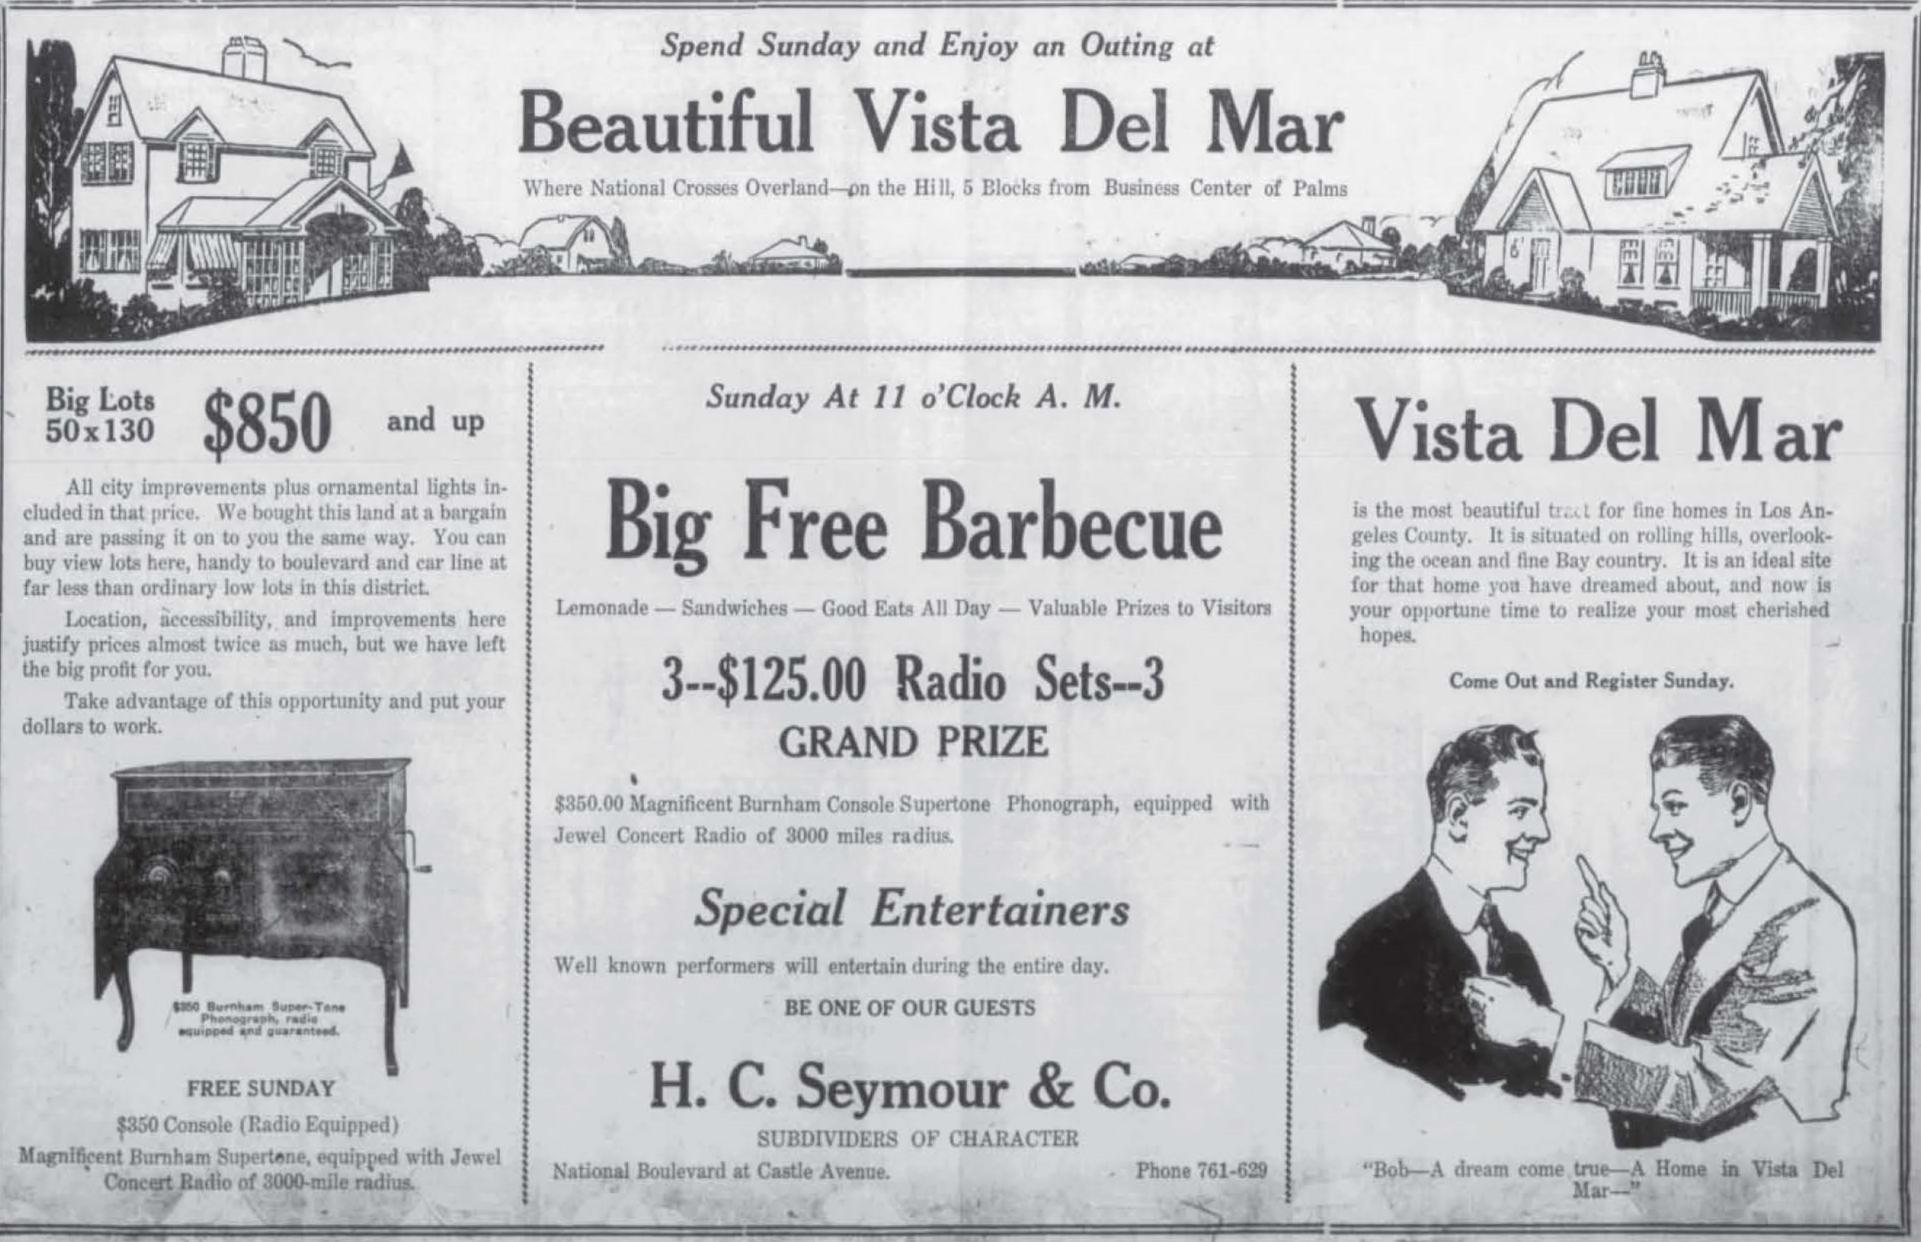 Spend Sunday and Enjoy an Outing at
Beautiful Vista Del Mar
Where National Crosses Overland—on the Hill, 5 Blocks from Business Center of Palms
Big Lots
50x130
$850
and up
All city improvements plus ornamental lights in-
cluded in that price. We bought this land at a bargain
and are passing it on to you the same way. You can
buy view lots here, handy to boulevard and car line at
far less than ordinary low lots in this district.
Location, accessibility, and improvements here
justify prices almost twice as much, but we have left
the big profit for you.
Take advantage of this opportunity and put your
dollars to work.
$350 Burnham Super-Tone
Phonograph, radio
equipped and guaranteed.
FREE SUNDAY
$350 Console (Radio Equipped)
Magnificent Burnham Supertone, equipped with Jewel
Concert Radio of 3000-mile radius.
Sunday At 11 o'Clock A. M.
Big Free Barbecue
Lemonade — Sandwiches — Good Eats All Day — Valuable Prizes to Visitors
3--$125.00 Radio Sets--3
GRAND PRIZE
$350.00 Magnificent Burnham Console Supertone Phonograph, equipped with
Jewel Concert Radio of 3000 miles radius.
Special Entertainers
Well known performers will entertain during the entire day.
BE ONE OF OUR GUESTS
H. C. Seymour & Co.
SUBDIVIDERS OF CHARACTER
National Boulevard at Castle Avenue.
Phone 761-629
Vista Del Mar
is the most beautiful tract for fine homes in Los An-
geles County. It is situated on rolling hills, overlook-
ing the ocean and fine Bay country. It is an ideal site
for that home you have dreamed about, and now is
your opportune time to realize your most cherished
hopes.
Come Out and Register Sunday.
"Bob—A dream come true—A Home in Vista Del
Mar—"